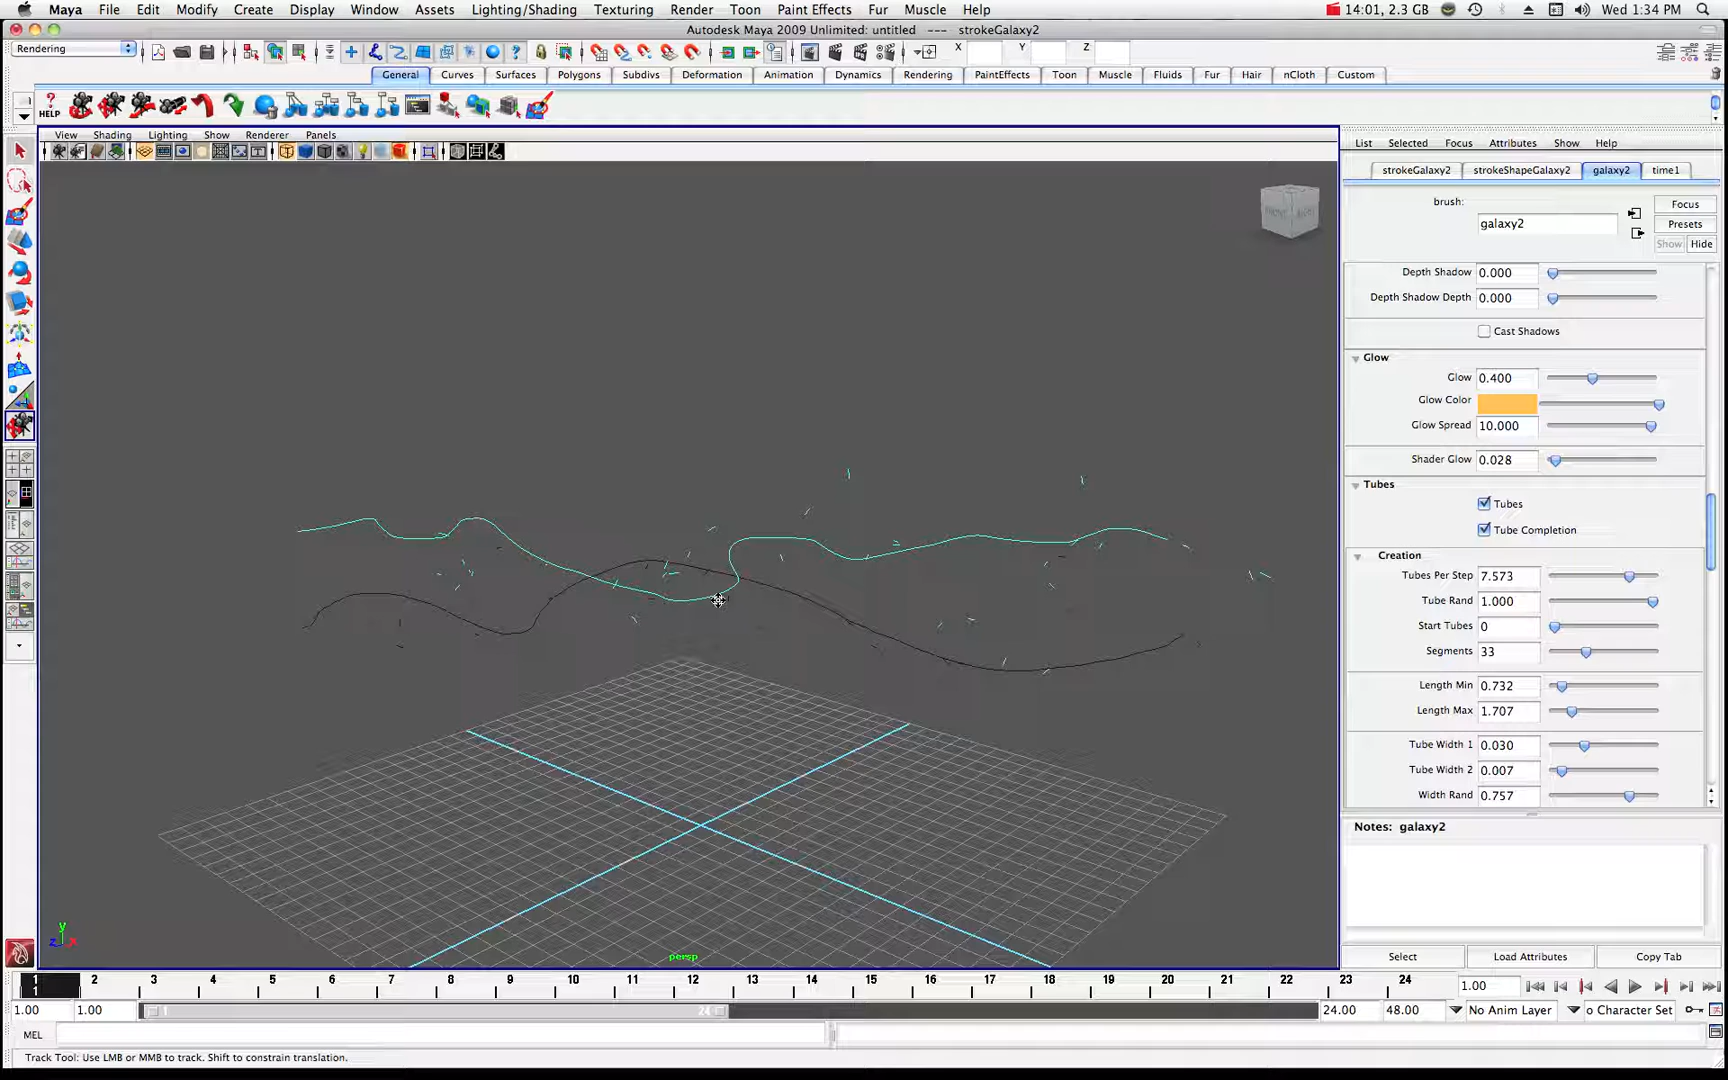 Maya File Edit Modify Create Display Window Assets Lighting/Shading Texturing Render Toon Paint Effects Fur Muscle Help 14:01, 2.3 GB Wed 1:34 PM
Autodesk Maya 2009 Unlimited: untitled --- strokeGalaxy2
Rendering X Y Z
General Curves Surfaces Polygons Subdivs Deformation Animation Dynamics Rendering PaintEffects Toon Muscle Fluids Fur Hair nCloth Custom
HELP
View Shading Lighting Show Renderer Panels
List Selected Focus Attributes Show Help
strokeGalaxy2 strokeShapeGalaxy2 galaxy2 time1
brush: galaxy2
Focus
Presets
Show Hide
Depth Shadow 0.000
Depth Shadow Depth 0.000
Cast Shadows
Glow
Glow 0.400
Glow Color
Glow Spread 10.000
Shader Glow 0.028
Tubes
Tubes
Tube Completion
Creation
Tubes Per Step 7.573
Tube Rand 1.000
Start Tubes 0
Segments 33
Length Min 0.732
Length Max 1.707
Tube Width 1 0.030
Tube Width 2 0.007
Width Rand 0.757
Notes: galaxy2
Select Load Attributes Copy Tab
y
z x
persp
1 2 3 4 5 6 7 8 9 10 11 12 13 14 15 16 17 18 19 20 21 22 23 24
1 1.00
1.00 1.00 1 24 24.00 48.00 No Anim Layer o Character Set
MEL
Track Tool: Use LMB or MMB to track. Shift to constrain translation.